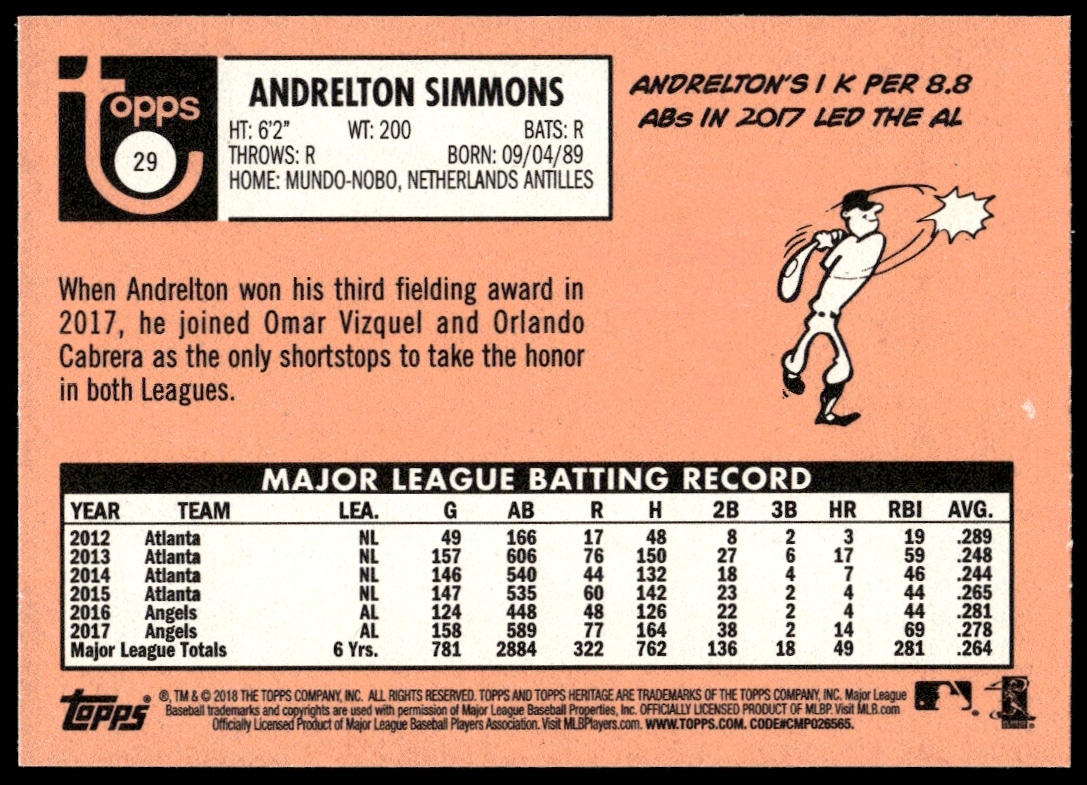 topps
29
ANDRELTON SIMMONS
HT: 6'2" WT: 200 BATS: R
THROWS: R BORN: 09/04/89
HOME: MUNDO-NOBO, NETHERLANDS ANTILLES
ANDRELTON'S 1 K PER 8.8
ABs IN 2017 LED THE AL
When Andrelton won his third fielding award in
2017, he joined Omar Vizquel and Orlando
Cabrera as the only shortstops to take the honor
in both Leagues.
MAJOR LEAGUE BATTING RECORD
YEAR TEAM LEA. G AB R H 2B 3B HR RBI AVG.
2012 Atlanta NL 49 166 17 48 8 2 3 19 .289
2013 Atlanta NL 157 606 76 150 27 6 17 59 .248
2014 Atlanta NL 146 540 44 132 18 4 7 46 .244
2015 Atlanta NL 147 535 60 142 23 2 4 44 .265
2016 Angels AL 124 448 48 126 22 2 4 44 .281
2017 Angels AL 158 589 77 164 38 2 14 69 .278
Major League Totals 6 Yrs. 781 2884 322 762 136 18 49 281 .264
TOPPS ® ®, TM & © 2018 THE TOPPS COMPANY, INC. ALL RIGHTS RESERVED. TOPPS AND TOPPS HERITAGE ARE TRADEMARKS OF THE TOPPS COMPANY, INC. Major League
Baseball trademarks and copyrights are used with permission of Major League Baseball Properties, Inc. OFFICIALLY LICENSED PRODUCT OF MLBP. Visit MLB.com
Officially Licensed Product of Major League Baseball Players Association. Visit MLBPlayers.com. WWW.TOPPS.COM. CODE#CMP026565.